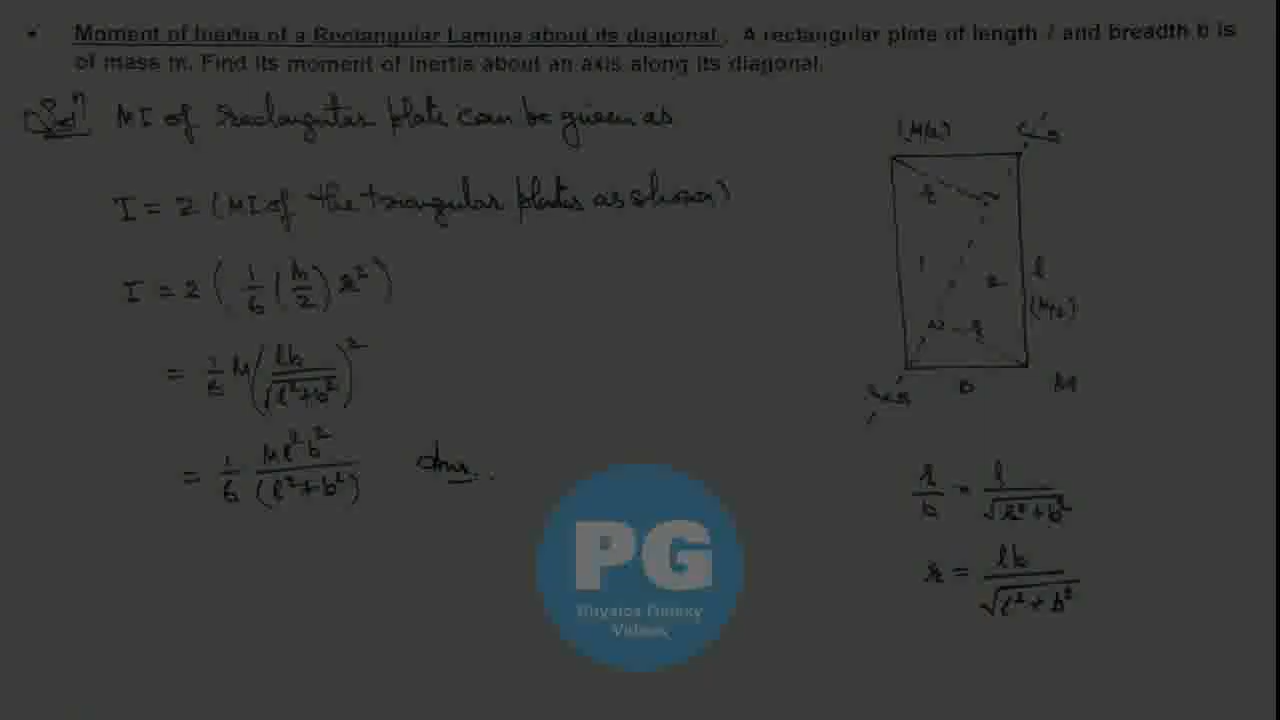 • Moment of Inertia of a Rectangular Lamina about its diagonal. A rectangular plate of length l and breadth b is
of mass m. Find its moment of inertia about an axis along its diagonal.
Solⁿ MI of rectangular plate can be given as
I = 2 (MI of the triangular plates as shown)
I = 2 ( 1/6 (M/2) r² )
= 1/6 M ( lb / √(l²+b²) )²
= 1/6 Ml²b² / (l²+b²) Ans..
(M/2)
r
l
(M/2)
r
b M
r/b = l/√(l²+b²)
r = lb/√(l²+b²)
PG
Physics Galaxy
Videos